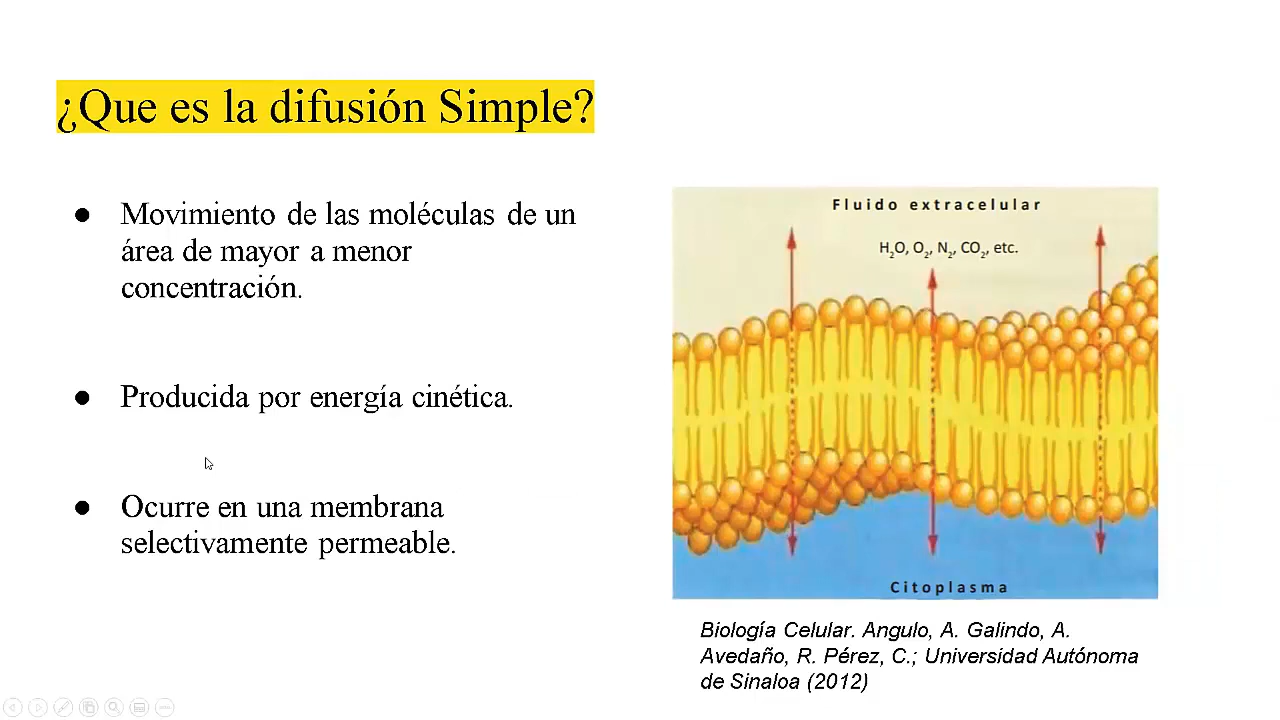 ¿Que es la difusión Simple?
● Movimiento de las moléculas de un
área de mayor a menor
concentración.
● Producida por energía cinética.
● Ocurre en una membrana
selectivamente permeable.
Fluido extracelular
H₂O, O₂, N₂, CO₂, etc.
Citoplasma
Biología Celular. Angulo, A. Galindo, A.
Avedaño, R. Pérez, C.; Universidad Autónoma
de Sinaloa (2012)